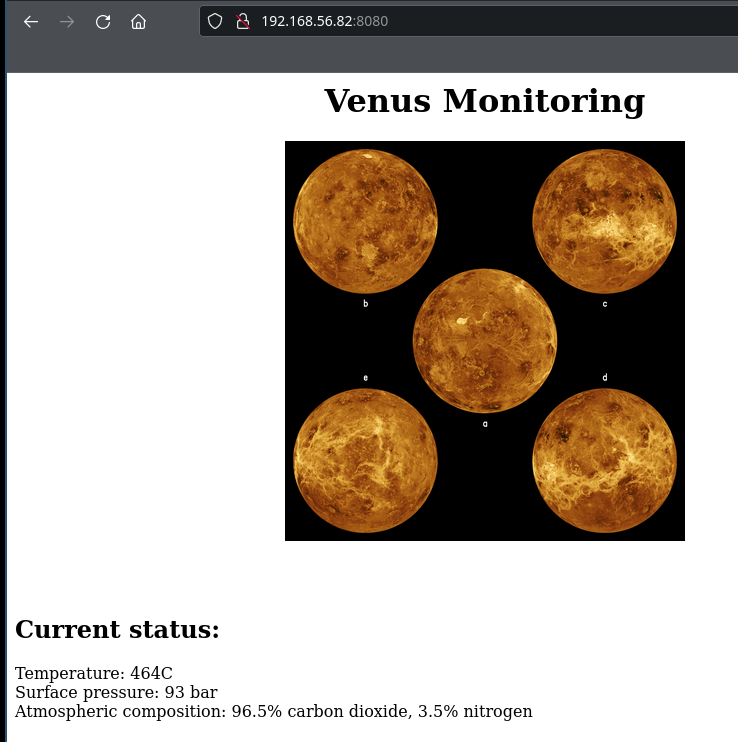 192.168.56.82:8080
Venus Monitoring
b
c
e
d
a
Current status:
Temperature: 464C
Surface pressure: 93 bar
Atmospheric composition: 96.5% carbon dioxide, 3.5% nitrogen